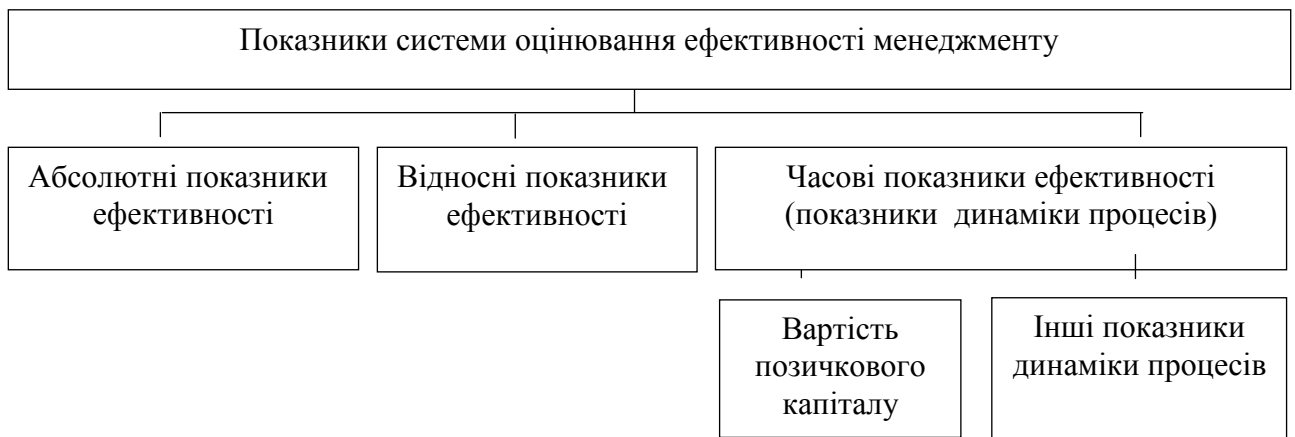 Показники системи оцінювання ефективності менеджменту
Абсолютні показники
ефективності
Відносні показники
ефективності
Часові показники ефективності
(показники динаміки процесів)
Вартість
позичкового
капіталу
Інші показники
динаміки процесів